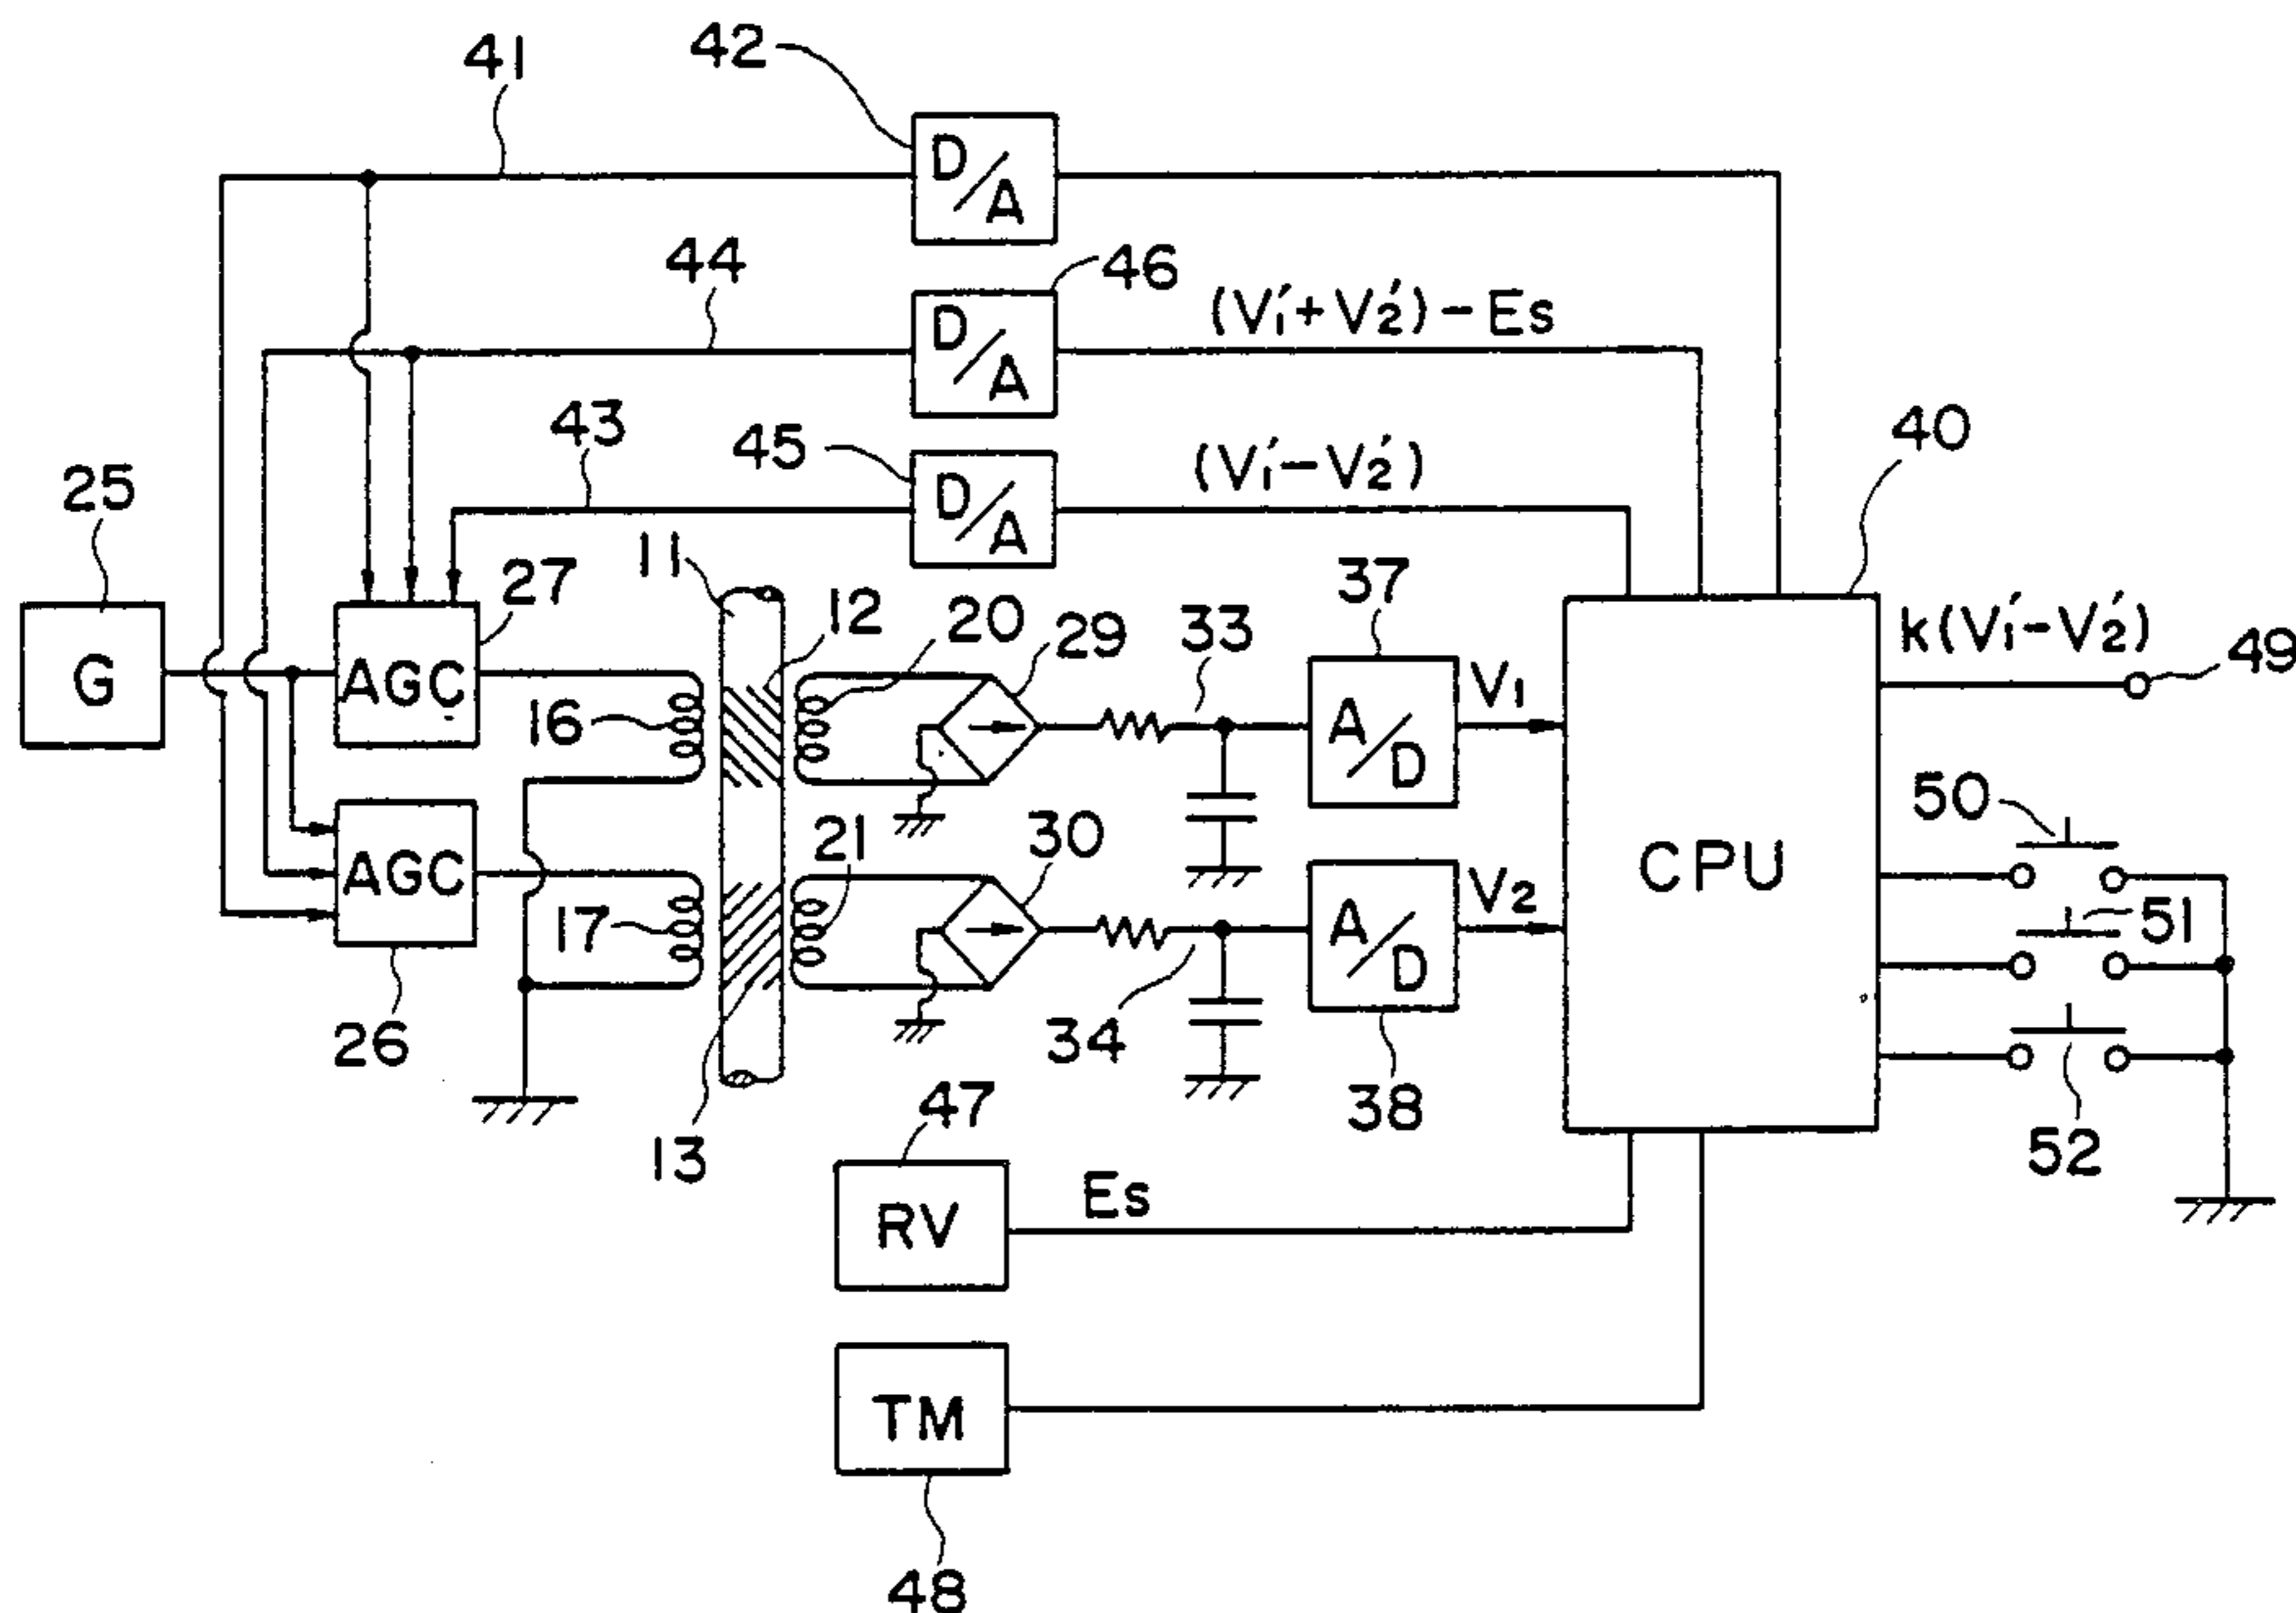 42
41
D/A
46
44
(V1'+V2')-Es
D/A
43
45
(V1'-V2')
40
25
D/A
11
27
12
20
29
33
37
k(V1'-V2')
49
G
AGC
16
A/D
V1
50
21
30
CPU
AGC
17
A/D
V2
51
26
34
38
47
13
52
RV
Es
TM
48